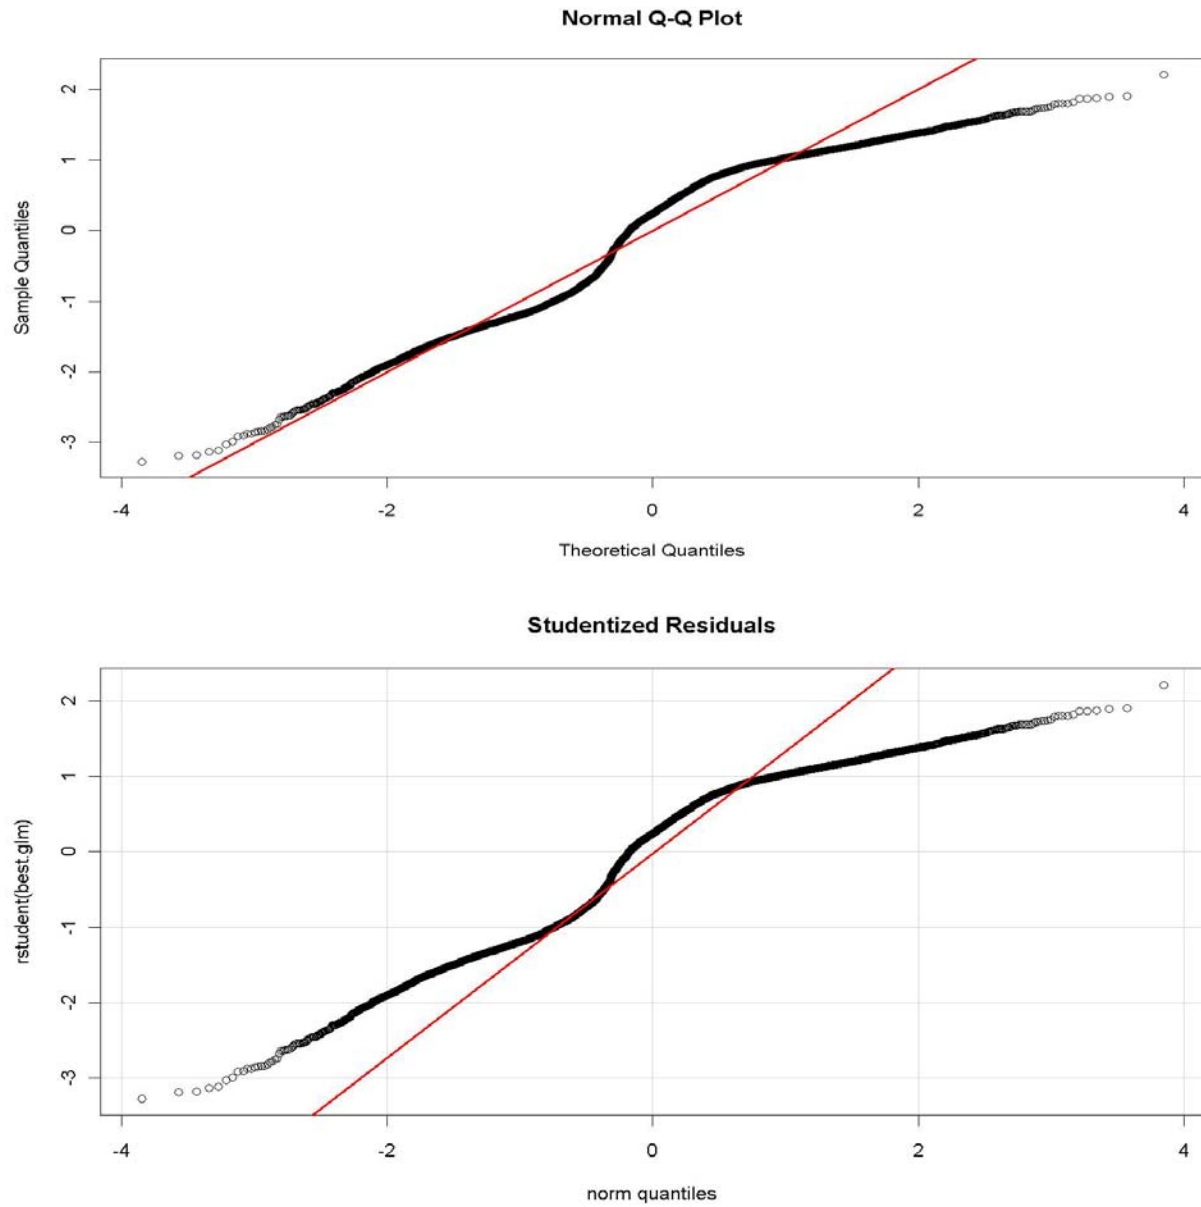 Normal Q-Q Plot
Sample Quantiles
2
1
0
-1
-2
-3
-4 -2 0 2 4
Theoretical Quantiles
Studentized Residuals
rstudent(best.glm)
2
1
0
-1
-2
-3
-4 -2 0 2 4
norm quantiles